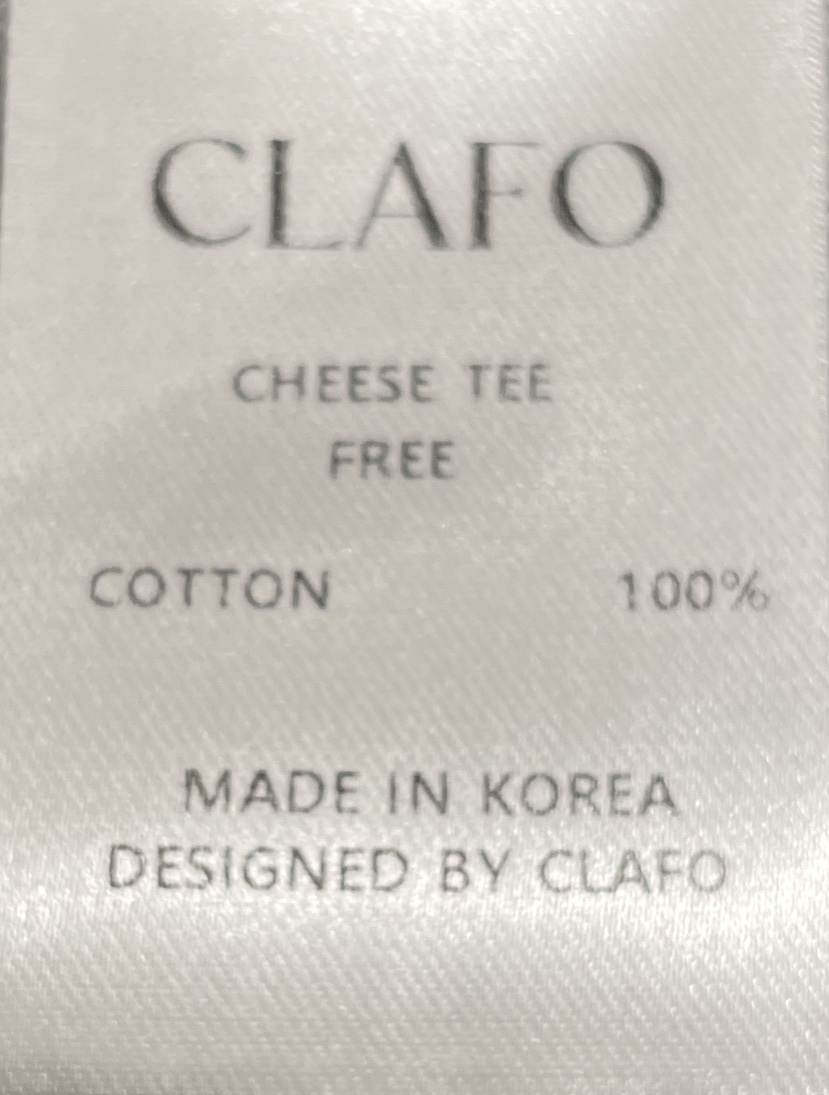 CLAFO
CHEESE TEE
FREE
COTTON 100%
MADE IN KOREA
DESIGNED BY CLAFO